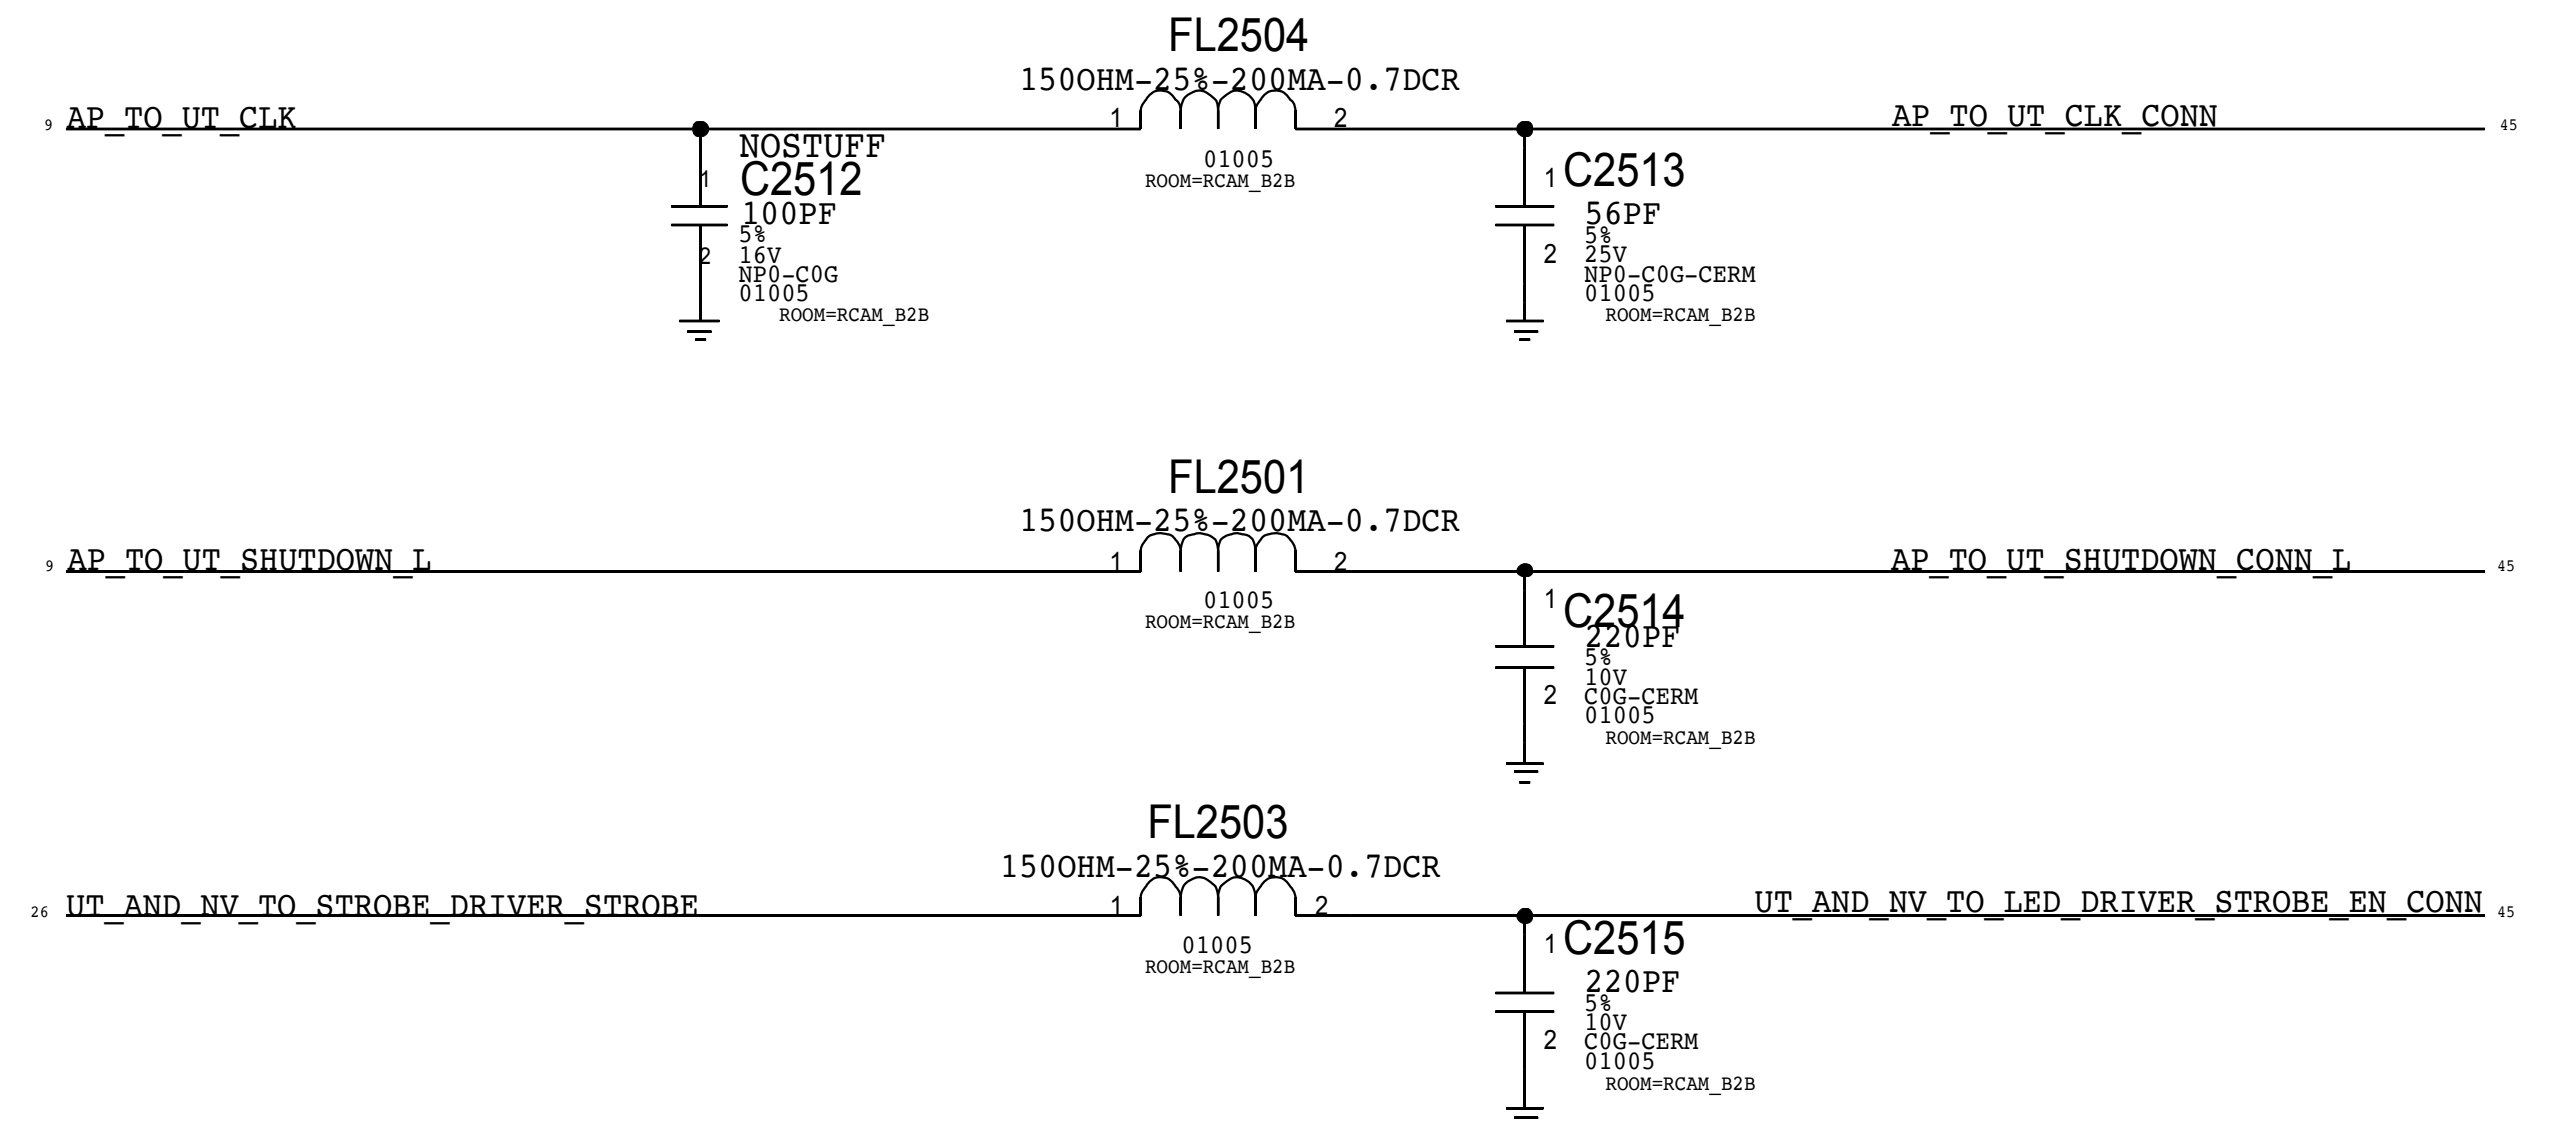 FL2504
150OHM-25%-200MA-0.7DCR
9 AP_TO_UT_CLK
1
2
AP_TO_UT_CLK_CONN 45
01005
ROOM=RCAM_B2B
NOSTUFF
1
C2512
100PF
5%
2
16V
NP0-C0G
01005
ROOM=RCAM_B2B
1 C2513
56PF
5%
2
25V
NP0-C0G-CERM
01005
ROOM=RCAM_B2B
FL2501
150OHM-25%-200MA-0.7DCR
9 AP_TO_UT_SHUTDOWN_L
1
2
AP_TO_UT_SHUTDOWN_CONN_L 45
01005
ROOM=RCAM_B2B
1 C2514
220PF
5%
10V
2
C0G-CERM
01005
ROOM=RCAM_B2B
FL2503
150OHM-25%-200MA-0.7DCR
26 UT_AND_NV_TO_STROBE_DRIVER_STROBE
1
2
UT_AND_NV_TO_LED_DRIVER_STROBE_EN_CONN 45
01005
ROOM=RCAM_B2B
1 C2515
220PF
5%
10V
2
C0G-CERM
01005
ROOM=RCAM_B2B